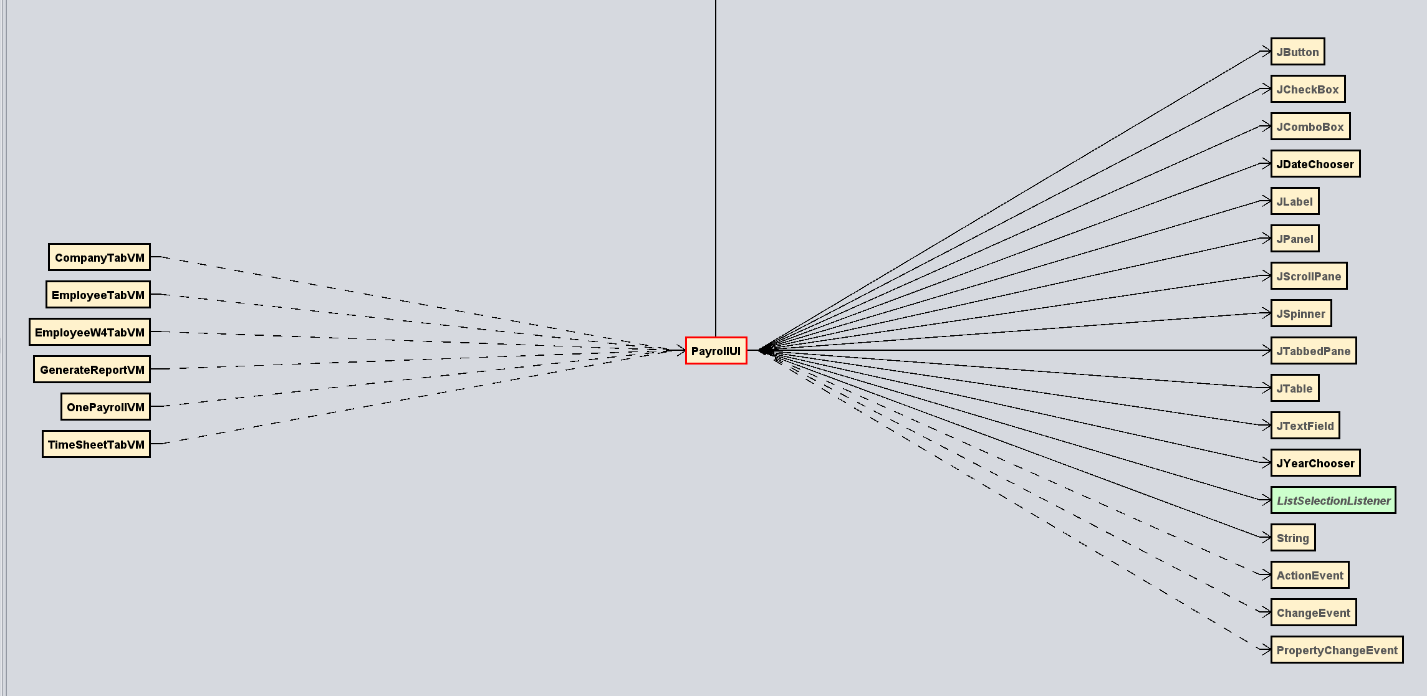 CompanyTabVM
EmployeeTabVM
EmployeeW4TabVM
GenerateReportVM
OnePayrollVM
TimeSheetTabVM
PayrollUI
JButton
JCheckBox
JComboBox
JDateChooser
JLabel
JPanel
JScrollPane
JSpinner
JTabbedPane
JTable
JTextField
JYearChooser
ListSelectionListener
String
ActionEvent
ChangeEvent
PropertyChangeEvent